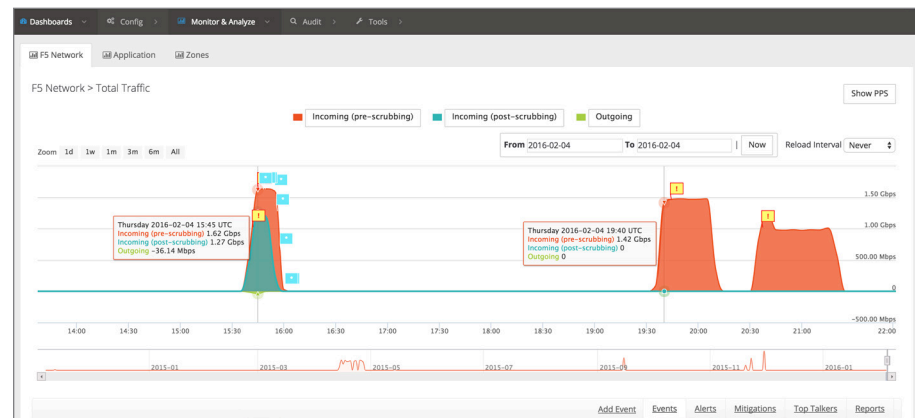 Dashboards Config Monitor & Analyze Audit Tools
F5 Network Application Zones
F5 Network > Total Traffic
Show PPS
Incoming (pre-scrubbing) Incoming (post-scrubbing) Outgoing
From 2016-02-04 To 2016-02-04 | Now Reload Interval Never
Zoom 1d 1w 1m 3m 6m All
1.50 Gbps
1.00 Gbps
500.00 Mbps
0
-500.00 Mbps
!
!
!
Thursday 2016-02-04 15:45 UTC
Incoming (pre-scrubbing) 1.62 Gbps
Incoming (post-scrubbing) 1.27 Gbps
Outgoing -36.14 Mbps
Thursday 2016-02-04 19:40 UTC
Incoming (pre-scrubbing) 1.42 Gbps
Incoming (post-scrubbing) 0
Outgoing 0
14:00 14:30 15:00 15:30 16:00 16:30 17:00 17:30 18:00 18:30 19:00 19:30 20:00 20:30 21:00 22:00
2015-01 2015-03 2015-05 2015-07 2015-09 2015-11 2016-01
Add Event Events Alerts Mitigations Top Talkers Reports